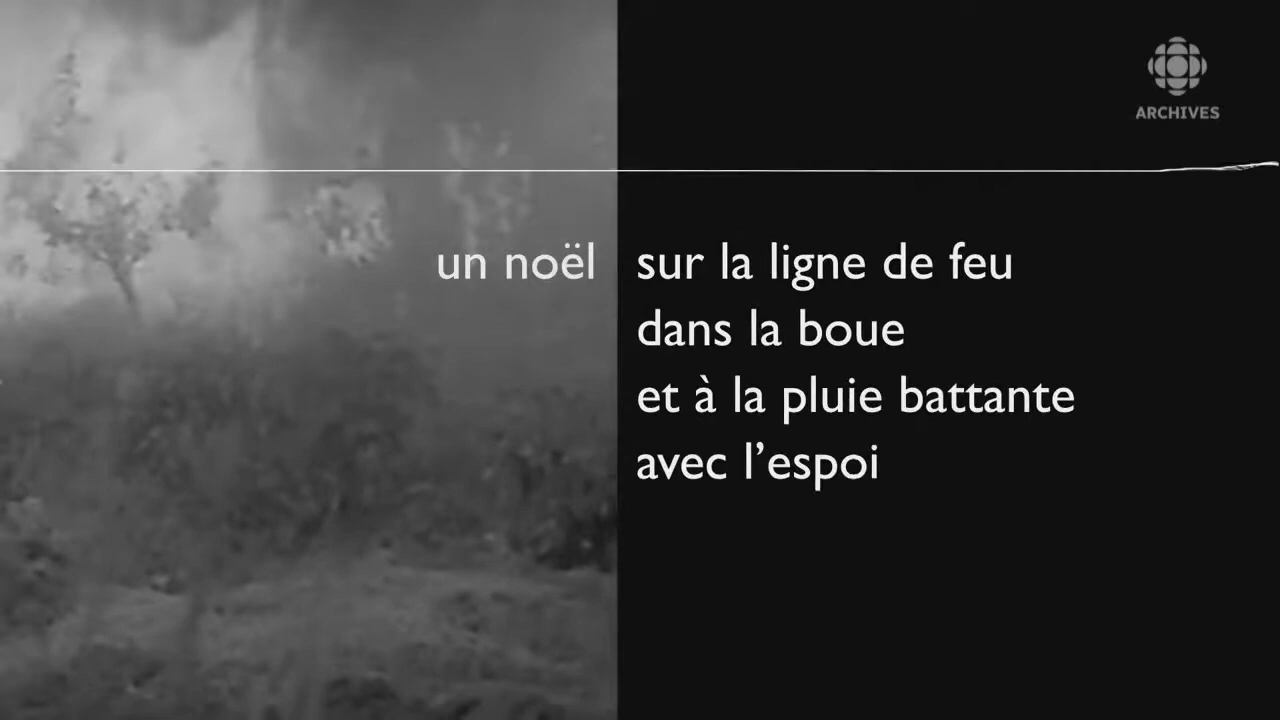 ARCHIVES
un noël sur la ligne de feu
dans la boue
et à la pluie battante
avec l’espoi